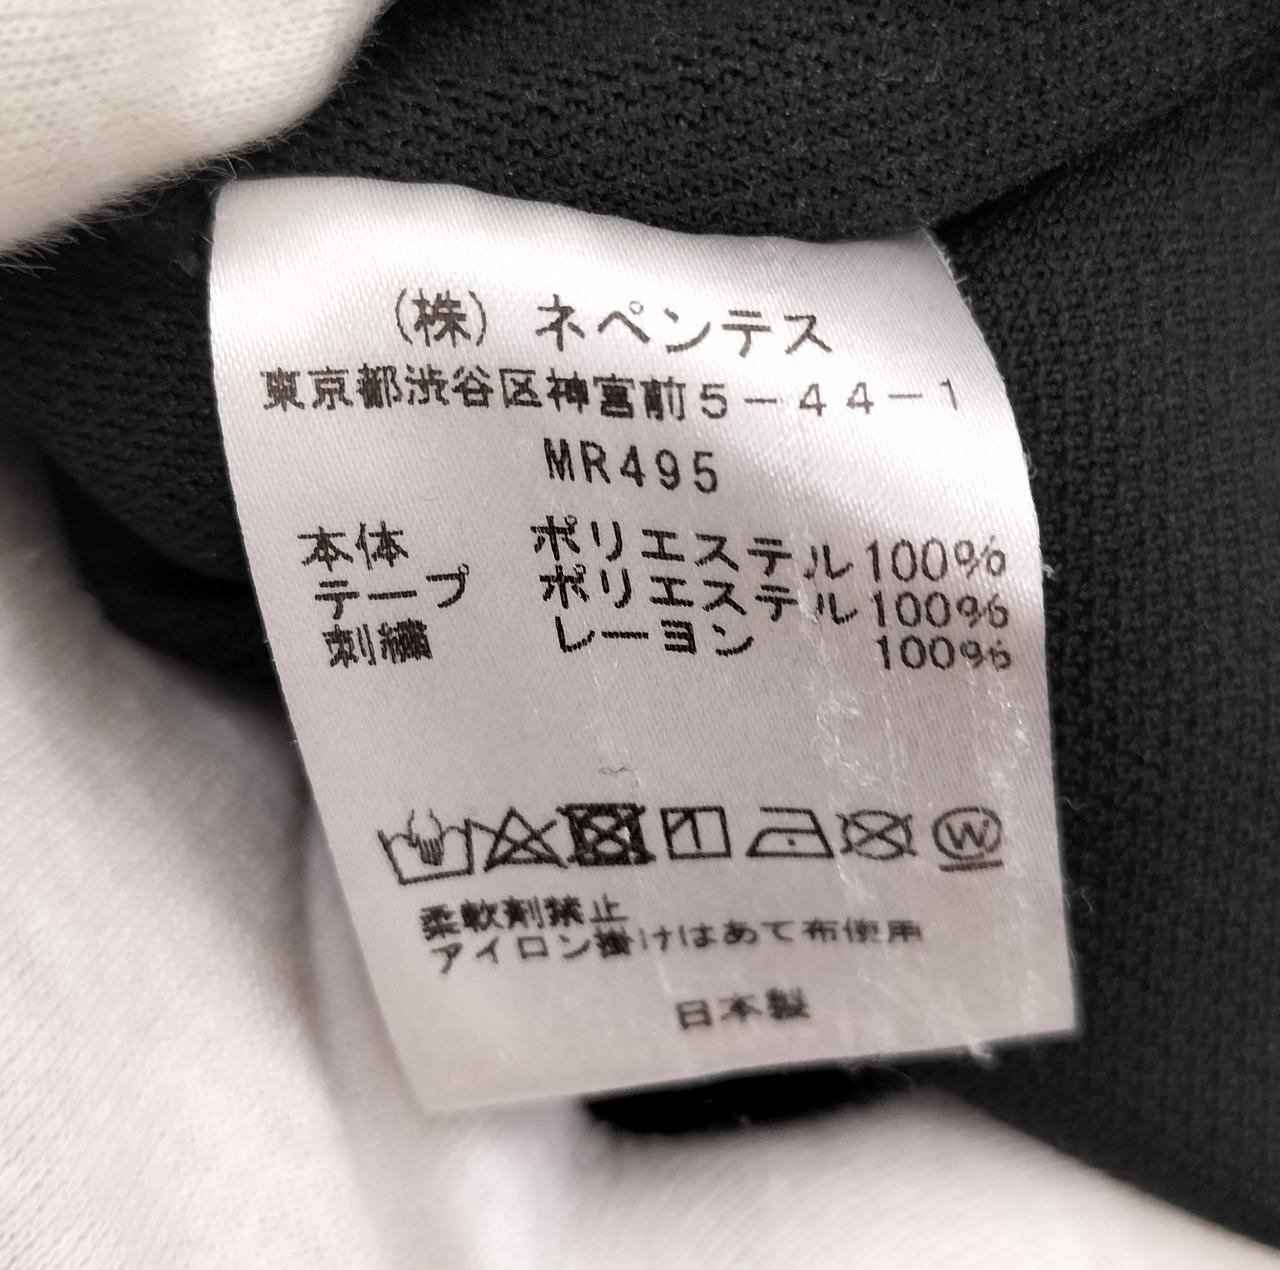 (株) ネペンテス
東京都渋谷区神宮前5-44-1
MR495
本体 ポリエステル100%
テープ ポリエステル100%
刺繍 レーヨン 100%
W
柔軟剤禁止
アイロン掛けはあて布使用
日本製